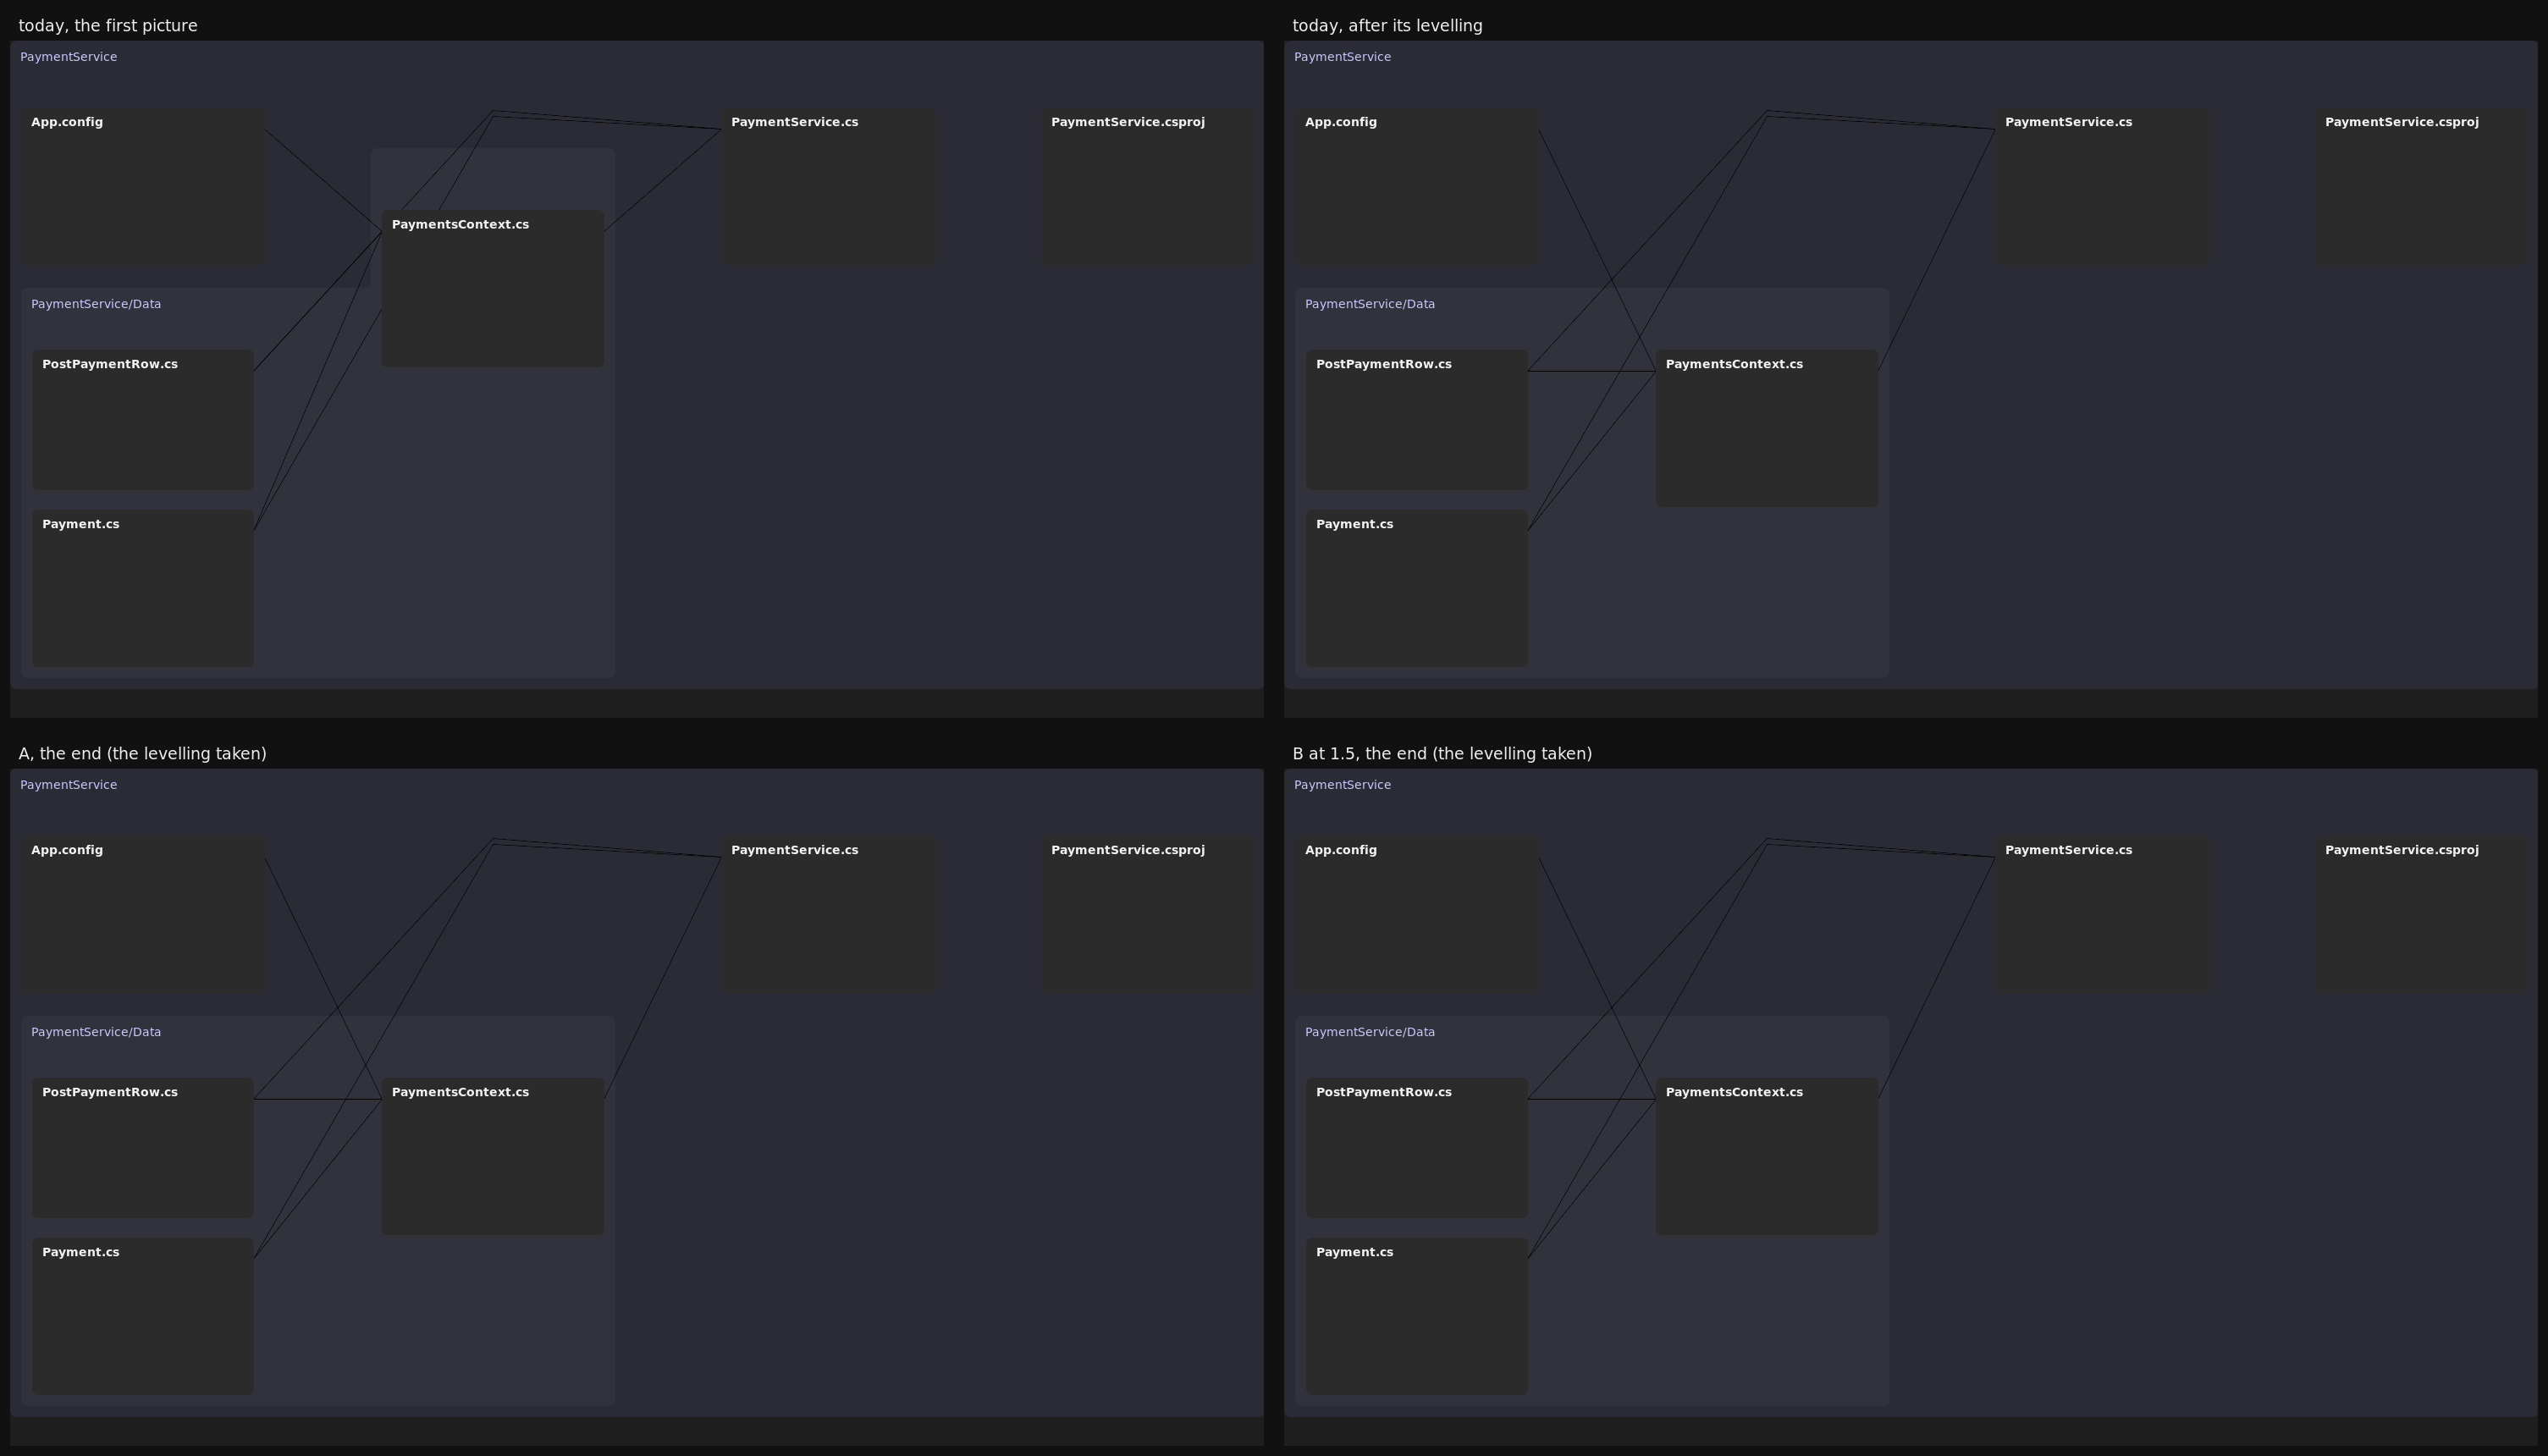 today, the first picture
PaymentService
App.config
PaymentService.cs
PaymentService.csproj
PaymentsContext.cs
PaymentService/Data
PostPaymentRow.cs
Payment.cs
today, after its levelling
PaymentService
App.config
PaymentService.cs
PaymentService.csproj
PaymentService/Data
PostPaymentRow.cs
PaymentsContext.cs
Payment.cs
A, the end (the levelling taken)
PaymentService
App.config
PaymentService.cs
PaymentService.csproj
PaymentService/Data
PostPaymentRow.cs
PaymentsContext.cs
Payment.cs
B at 1.5, the end (the levelling taken)
PaymentService
App.config
PaymentService.cs
PaymentService.csproj
PaymentService/Data
PostPaymentRow.cs
PaymentsContext.cs
Payment.cs